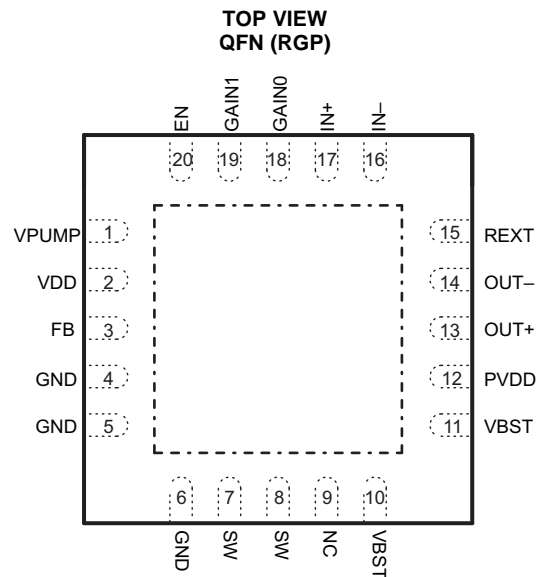 TOP VIEW
QFN (RGP)
EN
GAIN1
GAIN0
IN+
IN–
20
19
18
17
16
VPUMP 1
VDD 2
FB 3
GND 4
GND 5
15 REXT
14 OUT–
13 OUT+
12 PVDD
11 VBST
6
7
8
9
10
GND
SW
SW
NC
VBST